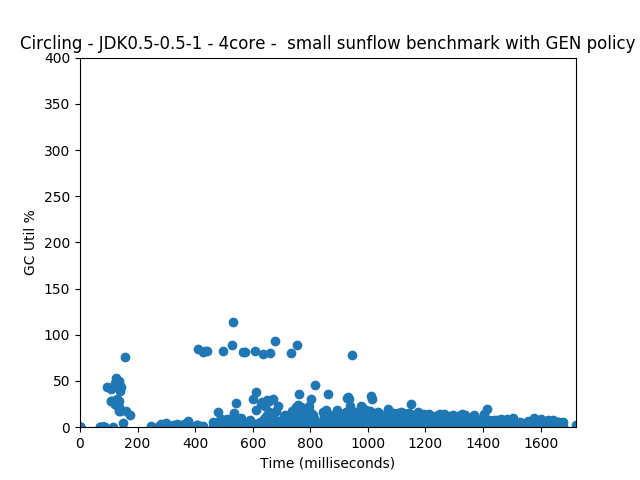 Circling - JDK0.5-0.5-1 - 4core -  small sunflow benchmark with GEN policy
400
350
300
250
200
150
100
50
0
GC Util %
0 200 400 600 800 1000 1200 1400 1600
Time (milliseconds)